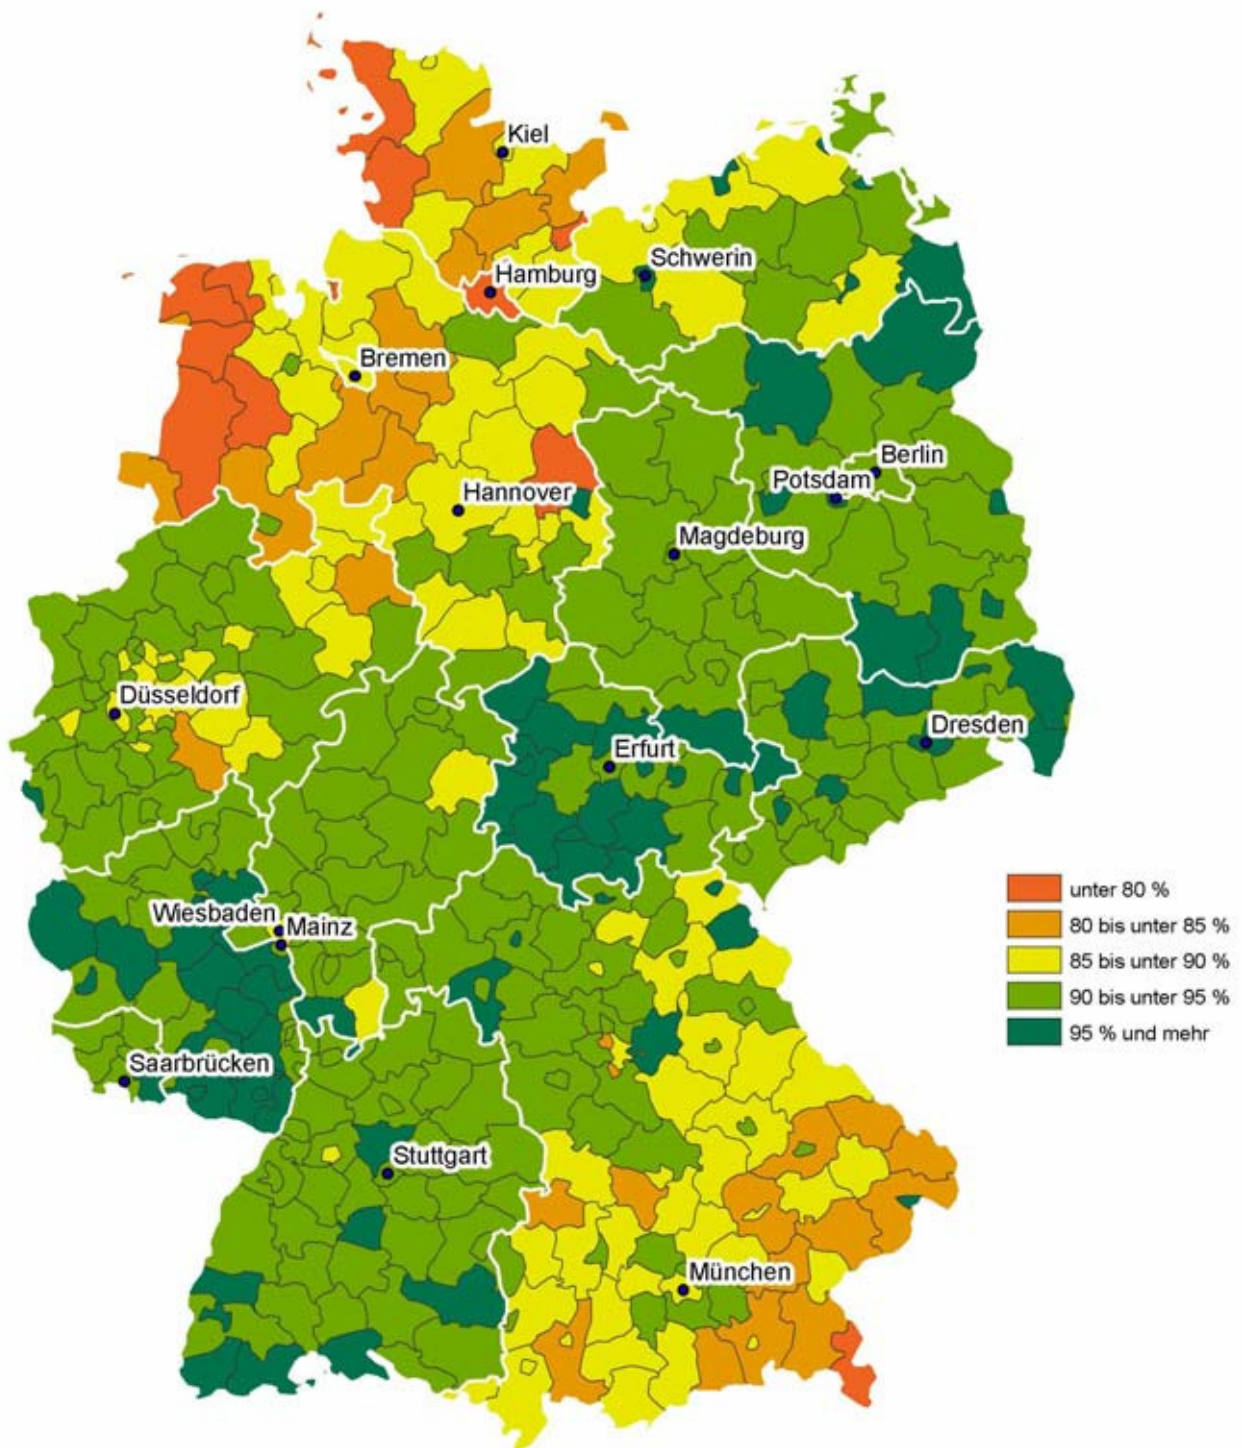 Kiel
Schwerin
Hamburg
Bremen
Berlin
Potsdam
Hannover
Magdeburg
Düsseldorf
Dresden
Erfurt
Wiesbaden
Mainz
Saarbrücken
Stuttgart
München
unter 80 %
80 bis unter 85 %
85 bis unter 90 %
90 bis unter 95 %
95 % und mehr